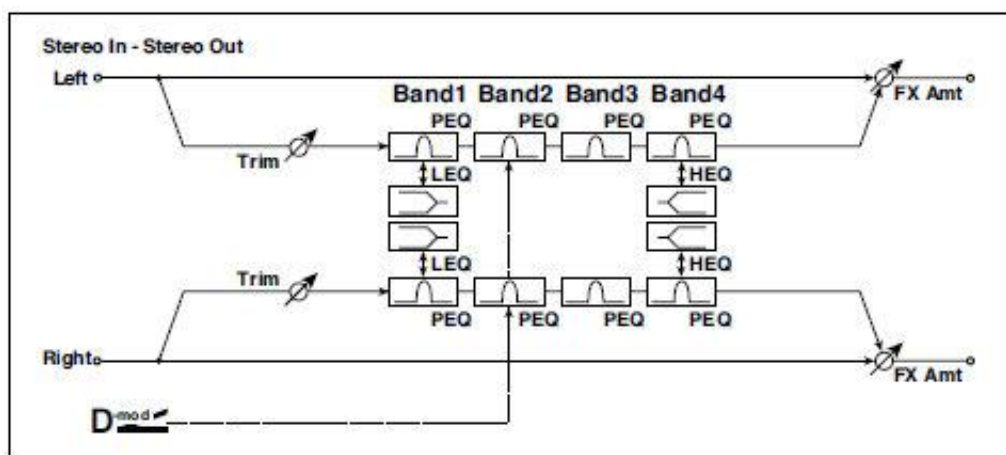 Stereo In - Stereo Out
Left
FX Amt
Band1 Band2 Band3 Band4
PEQ PEQ PEQ PEQ
Trim
LEQ HEQ
Trim
LEQ HEQ
PEQ PEQ PEQ PEQ
Right
FX Amt
D-mod